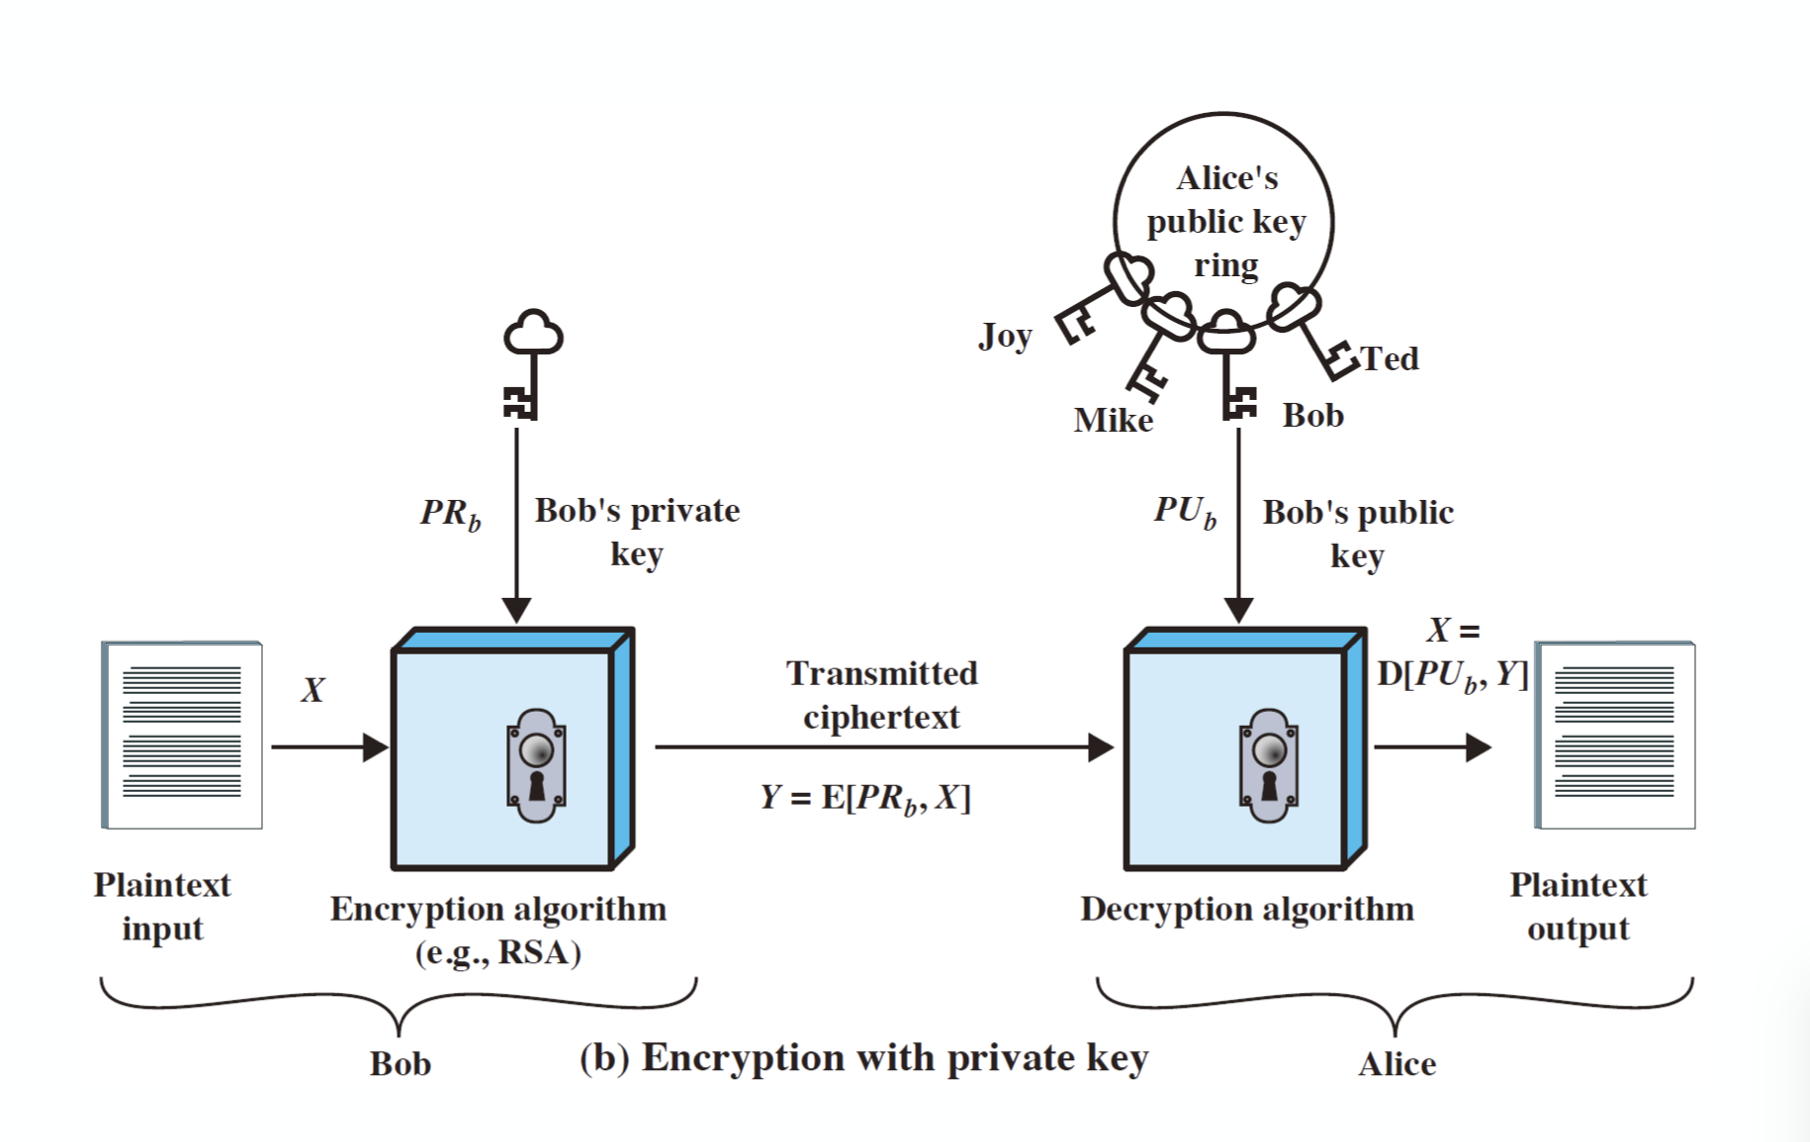 Alice's
public key
ring
Joy
Mike
Bob
Ted
PR_b
Bob's private
key
PU_b
Bob's public
key
X
Transmitted
ciphertext
Y = E[PR_b, X]
X =
D[PU_b, Y]
Plaintext
input
Encryption algorithm
(e.g., RSA)
Decryption algorithm
Plaintext
output
Bob
(b) Encryption with private key
Alice